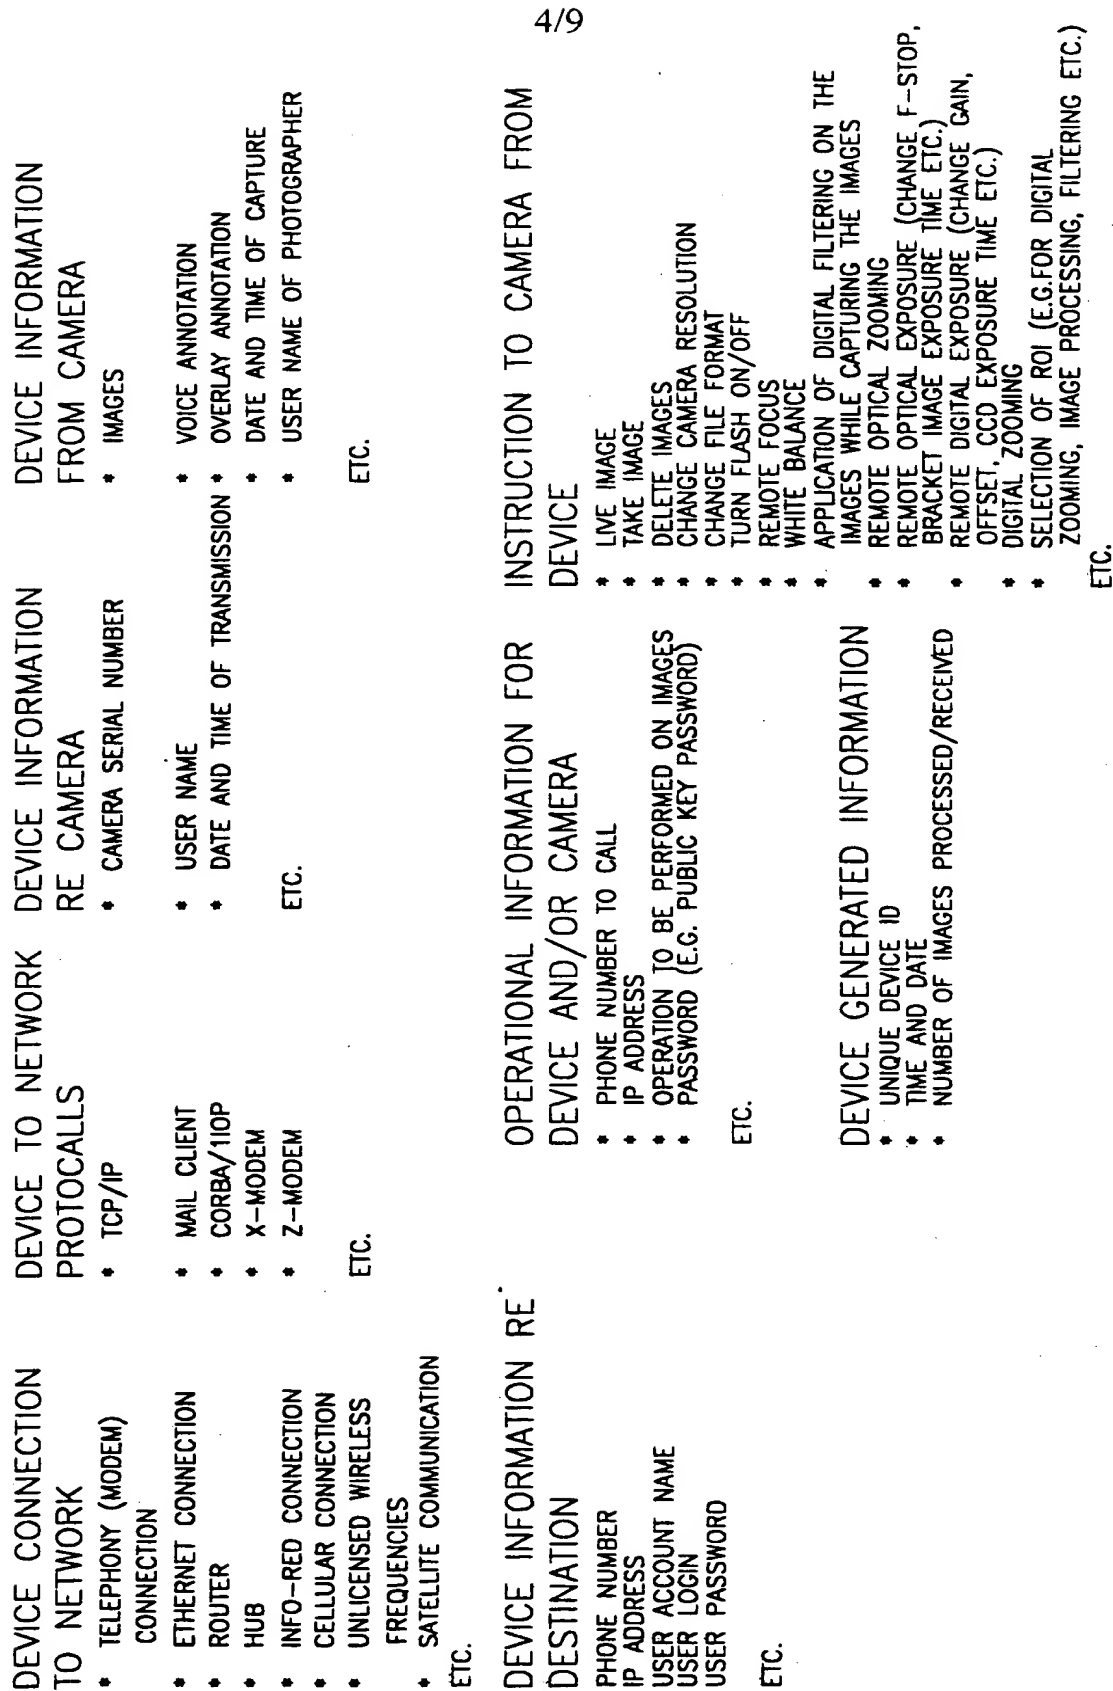 4/9
DEVICE CONNECTION
TO NETWORK
* TELEPHONY (MODEM)
CONNECTION
* ETHERNET CONNECTION
* ROUTER
* HUB
* INFO-RED CONNECTION
* CELLULAR CONNECTION
* UNLICENSED WIRELESS
FREQUENCIES
* SATELLITE COMMUNICATION
ETC.
DEVICE TO NETWORK
PROTOCALLS
* TCP/IP
* MAIL CLIENT
* CORBA/1IOP
* X-MODEM
* Z-MODEM
ETC.
DEVICE INFORMATION
RE CAMERA
* CAMERA SERIAL NUMBER
* USER NAME
* DATE AND TIME OF TRANSMISSION
ETC.
DEVICE INFORMATION
FROM CAMERA
* IMAGES
* VOICE ANNOTATION
* OVERLAY ANNOTATION
* DATE AND TIME OF CAPTURE
* USER NAME OF PHOTOGRAPHER
ETC.
DEVICE INFORMATION RE
DESTINATION
PHONE NUMBER
IP ADDRESS
USER ACCOUNT NAME
USER LOGIN
USER PASSWORD
ETC.
OPERATIONAL INFORMATION FOR
DEVICE AND/OR CAMERA
* PHONE NUMBER TO CALL
* IP ADDRESS
* OPERATION TO BE PERFORMED ON IMAGES
* PASSWORD (E.G. PUBLIC KEY PASSWORD)
ETC.
DEVICE GENERATED INFORMATION
* UNIQUE DEVICE ID
* TIME AND DATE
* NUMBER OF IMAGES PROCESSED/RECEIVED
INSTRUCTION TO CAMERA FROM
DEVICE
* LIVE IMAGE
* TAKE IMAGE
* DELETE IMAGES
* CHANGE CAMERA RESOLUTION
* CHANGE FILE FORMAT
* TURN FLASH ON/OFF
* REMOTE FOCUS
* WHITE BALANCE
* APPLICATION OF DIGITAL FILTERING ON THE
IMAGES WHILE CAPTURING THE IMAGES
* REMOTE OPTICAL ZOOMING
* REMOTE OPTICAL EXPOSURE (CHANGE F-STOP,
BRACKET IMAGE EXPOSURE TIME ETC.)
* REMOTE DIGITAL EXPOSURE (CHANGE GAIN,
OFFSET, CCD EXPOSURE TIME ETC.)
* DIGITAL ZOOMING
* SELECTION OF ROI (E.G.FOR DIGITAL
ZOOMING, IMAGE PROCESSING, FILTERING ETC.)
ETC.